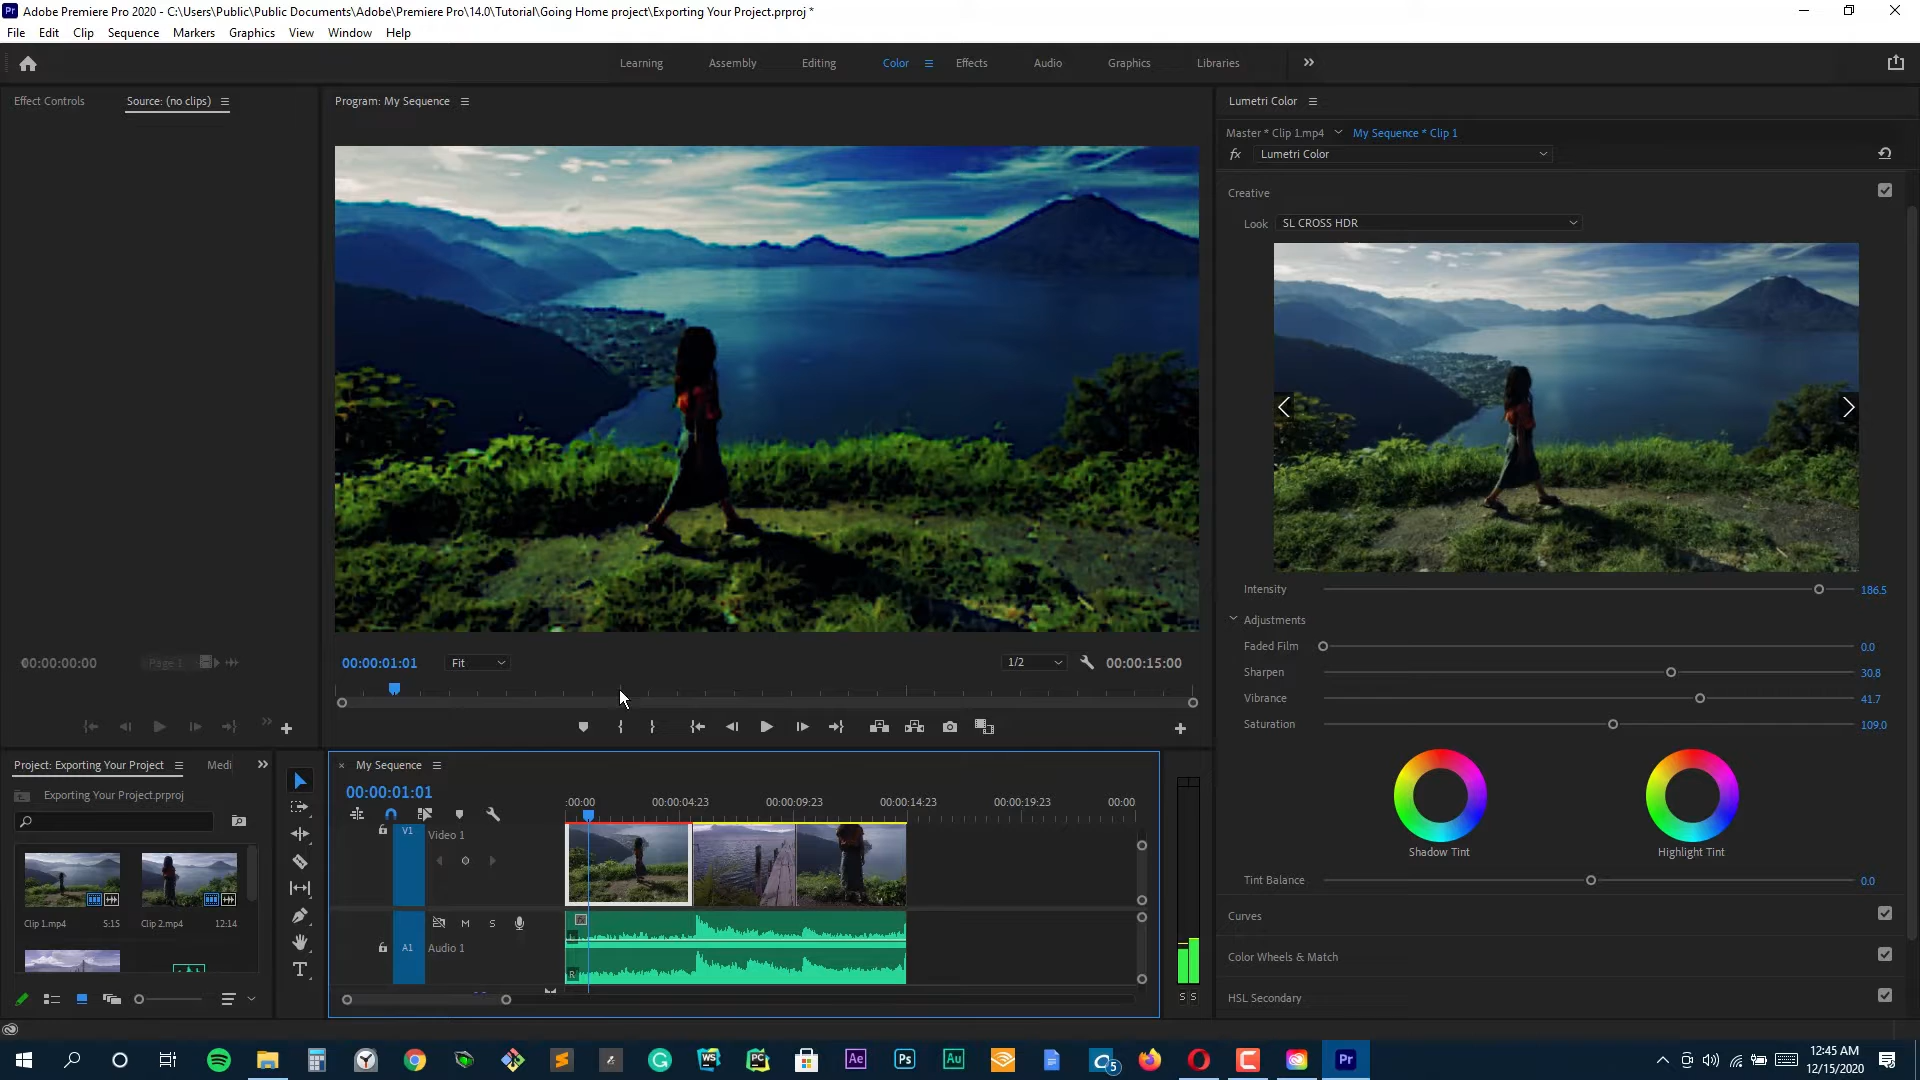 Adobe Premiere Pro 2020 - C:\Users\Public\Public Documents\Adobe\Premiere Pro\14.0\Tutorial\Going Home project\Exporting Your Project.prproj *
File Edit Clip Sequence Markers Graphics View Window Help
Learning Assembly Editing Color Effects Audio Graphics Libraries
Effect Controls Source: (no clips) Program: My Sequence Lumetri Color
Master * Clip 1.mp4 My Sequence * Clip 1
fx Lumetri Color
Creative
Look SL CROSS HDR
Intensity 186.5
Adjustments
Faded Film 0.0
Sharpen 30.8
Vibrance 41.7
Saturation 109.0
Shadow Tint Highlight Tint
Tint Balance 0.0
Curves
Color Wheels & Match
HSL Secondary
00:00:00:00 Page 1
00:00:01:01 Fit 1/2 00:00:15:00
Project: Exporting Your Project Medi
Exporting Your Project.prproj
Clip 1.mp4 5:15 Clip 2.mp4 12:14
My Sequence
00:00:01:01
:00:00 00:00:04:23 00:00:09:23 00:00:14:23 00:00:19:23 00:00
V1 Video 1
M S
A1 Audio 1
R
S S
12:45 AM
12/15/2020